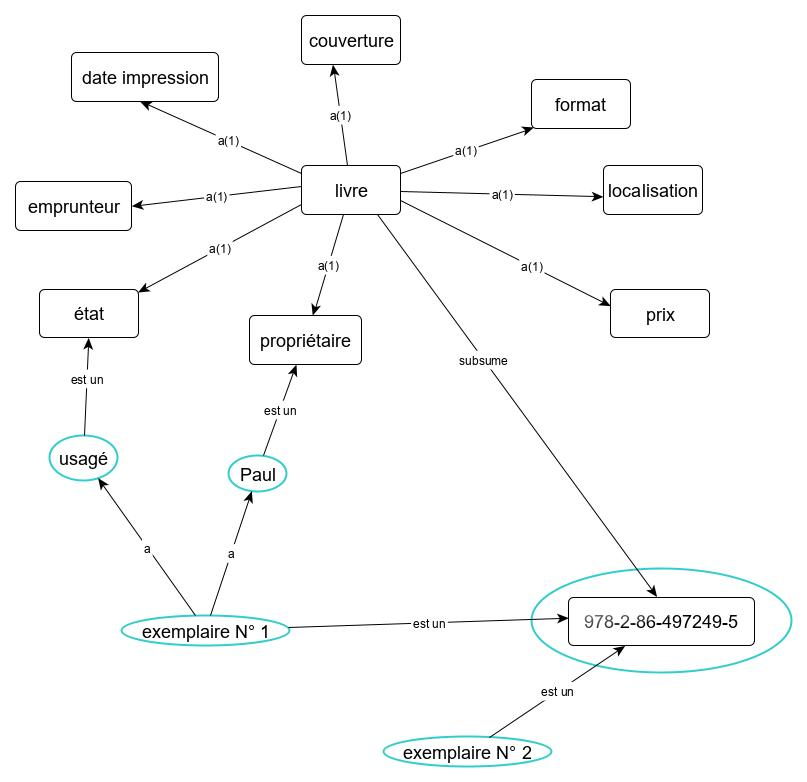 couverture
date impression
format
a(1)
a(1)
a(1)
livre
localisation
a(1)
a(1)
emprunteur
a(1)
a(1)
a(1)
état
prix
propriétaire
subsume
est un
est un
usagé
Paul
a
a
978-2-86-497249-5
est un
exemplaire N° 1
est un
exemplaire N° 2